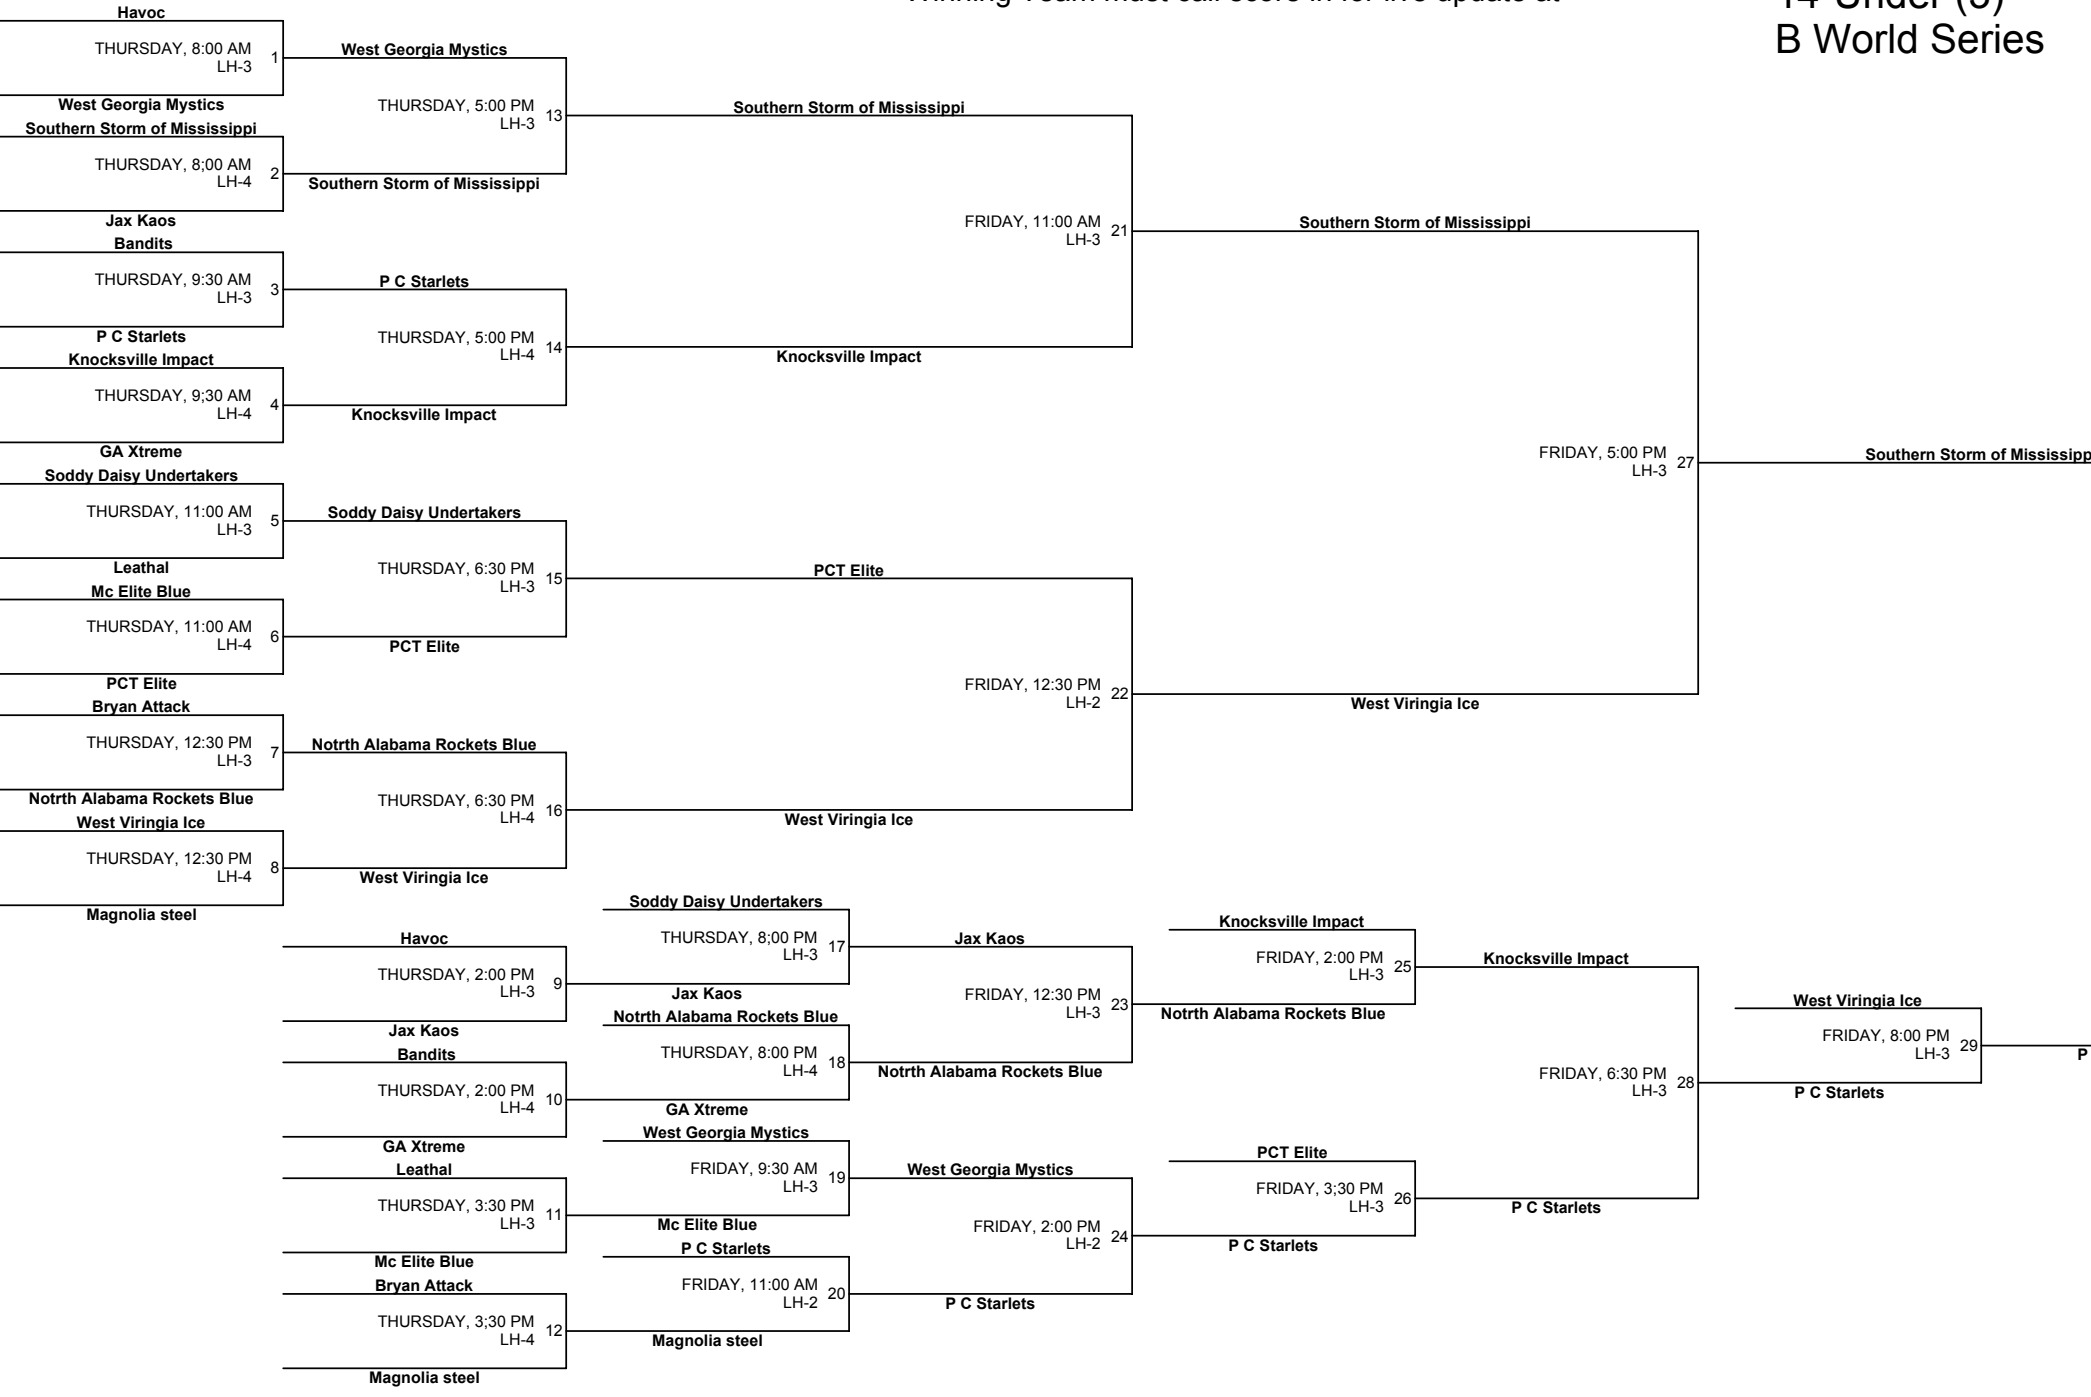 Winning Team must call score in for live update at
14 Under (3)
B World Series
Havoc
THURSDAY, 8:00 AM
LH-3
1
West Georgia Mystics
Southern Storm of Mississippi
THURSDAY, 8;00 AM
LH-4
2
Jax Kaos
Bandits
THURSDAY, 9:30 AM
LH-3
3
P C Starlets
Knocksville Impact
THURSDAY, 9;30 AM
LH-4
4
GA Xtreme
Soddy Daisy Undertakers
THURSDAY, 11:00 AM
LH-3
5
Leathal
Mc Elite Blue
THURSDAY, 11:00 AM
LH-4
6
PCT Elite
Bryan Attack
THURSDAY, 12:30 PM
LH-3
7
Notrth Alabama Rockets Blue
West Viringia Ice
THURSDAY, 12:30 PM
LH-4
8
Magnolia steel
West Georgia Mystics
THURSDAY, 5:00 PM
LH-3
13
Southern Storm of Mississippi
P C Starlets
THURSDAY, 5:00 PM
LH-4
14
Knocksville Impact
Soddy Daisy Undertakers
THURSDAY, 6:30 PM
LH-3
15
PCT Elite
Notrth Alabama Rockets Blue
THURSDAY, 6:30 PM
LH-4
16
West Viringia Ice
Southern Storm of Mississippi
FRIDAY, 11:00 AM
LH-3
21
Knocksville Impact
PCT Elite
FRIDAY, 12:30 PM
LH-2
22
West Viringia Ice
Southern Storm of Mississippi
FRIDAY, 5:00 PM
LH-3
27
West Viringia Ice
Southern Storm of Mississipp
Havoc
THURSDAY, 2:00 PM
LH-3
9
Jax Kaos
Bandits
THURSDAY, 2:00 PM
LH-4
10
GA Xtreme
Leathal
THURSDAY, 3:30 PM
LH-3
11
Mc Elite Blue
Bryan Attack
THURSDAY, 3;30 PM
LH-4
12
Magnolia steel
Soddy Daisy Undertakers
THURSDAY, 8;00 PM
LH-3
17
Jax Kaos
Notrth Alabama Rockets Blue
THURSDAY, 8:00 PM
LH-4
18
GA Xtreme
West Georgia Mystics
FRIDAY, 9:30 AM
LH-3
19
Mc Elite Blue
P C Starlets
FRIDAY, 11:00 AM
LH-2
20
Magnolia steel
Jax Kaos
FRIDAY, 12:30 PM
LH-3
23
Notrth Alabama Rockets Blue
West Georgia Mystics
FRIDAY, 2:00 PM
LH-2
24
P C Starlets
Knocksville Impact
FRIDAY, 2:00 PM
LH-3
25
Notrth Alabama Rockets Blue
PCT Elite
FRIDAY, 3;30 PM
LH-3
26
P C Starlets
Knocksville Impact
FRIDAY, 6:30 PM
LH-3
28
P C Starlets
West Viringia Ice
FRIDAY, 8:00 PM
LH-3
29
P C Starlets
P